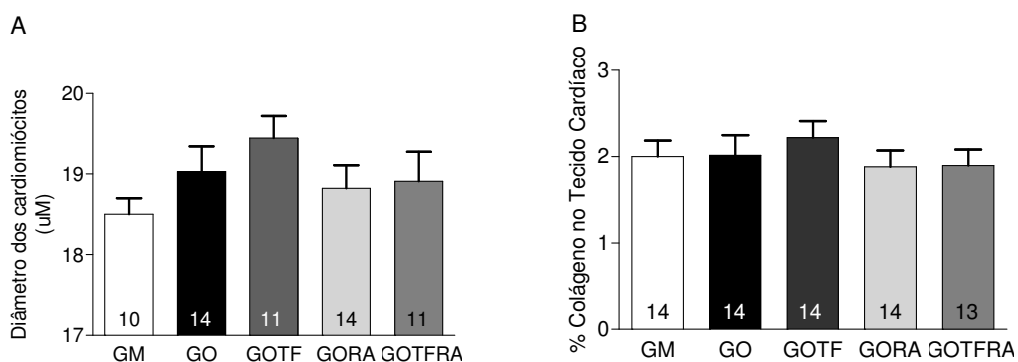 A
Diâmetro dos cardiomiócitos
(uM)
20
19
18
17
10
14
11
14
11
GM
GO
GOTF
GORA
GOTFRA
B
% Colágeno no Tecido Cardíaco
3
2
1
0
14
14
14
14
13
GM
GO
GOTF
GORA
GOTFRA